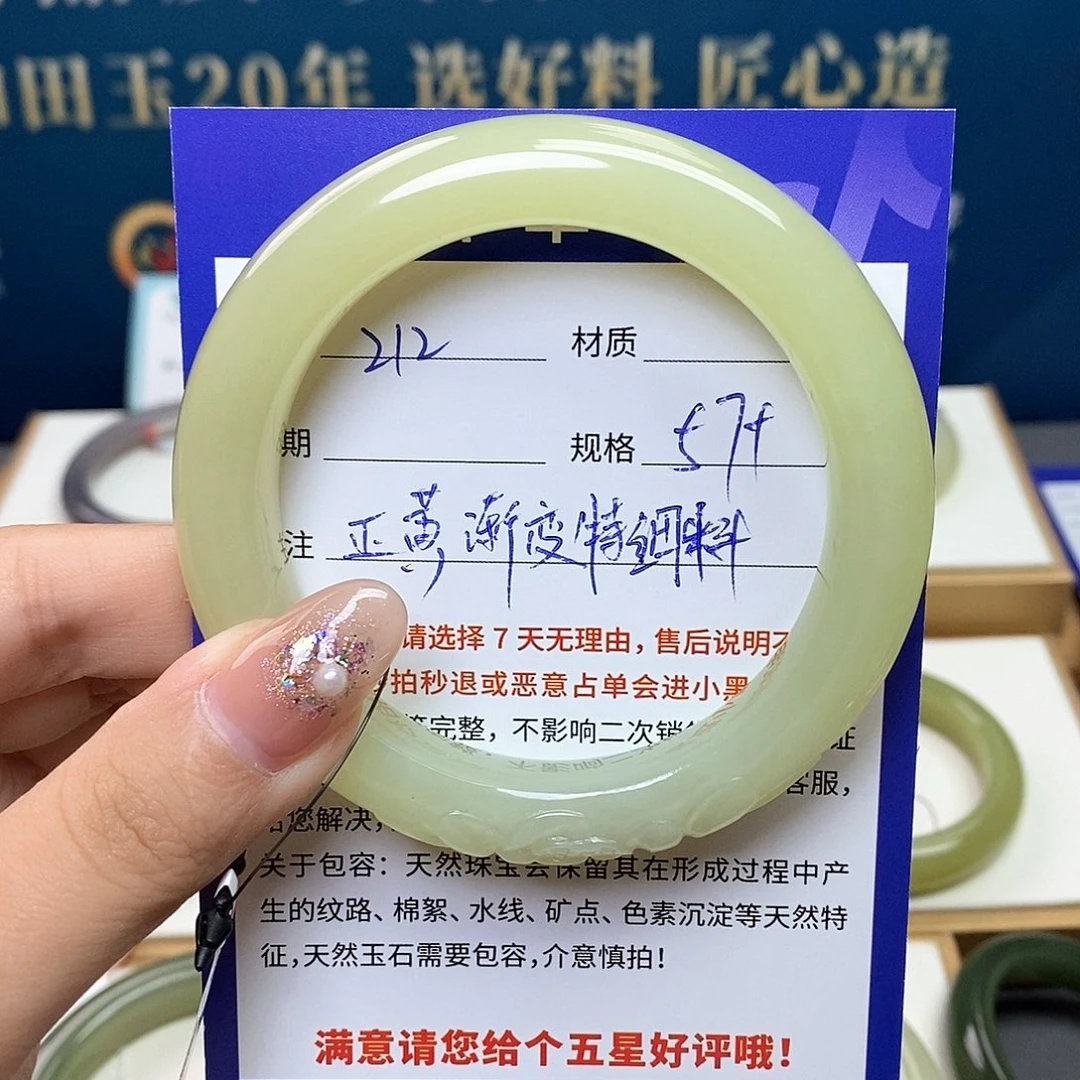 田玉20年 选好料 匠心造
212 材质
期 规格 57+
注 正黄渐变特细料
请选择7天无理由，售后说明不
拍秒退或恶意占单会进小黑
完整，不影响二次销
证
客服，
您解决，
关于包容：天然珠宝会保留其在形成过程中产
生的纹路、棉絮、水线、矿点、色素沉淀等天然特
征，天然玉石需要包容，介意慎拍！
满意请您给个五星好评哦！